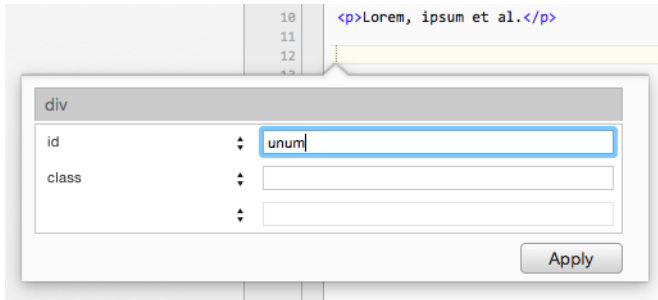 10 <p>Lorem, ipsum et al.</p>
11
12
div
id unum
class
Apply